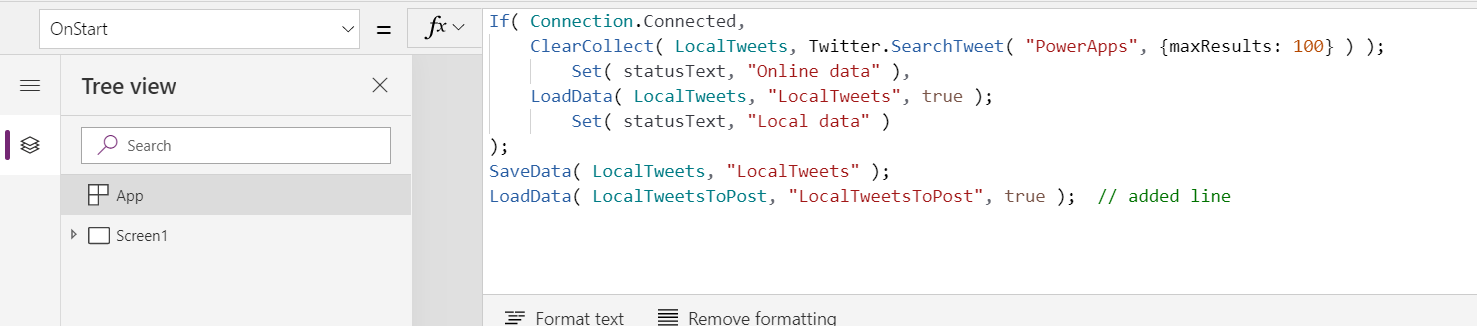 OnStart
=
fx
If( Connection.Connected,
ClearCollect( LocalTweets, Twitter.SearchTweet( "PowerApps", {maxResults: 100} ) );
Set( statusText, "Online data" ),
LoadData( LocalTweets, "LocalTweets", true );
Set( statusText, "Local data" )
);
SaveData( LocalTweets, "LocalTweets" );
LoadData( LocalTweetsToPost, "LocalTweetsToPost", true );  // added line
Tree view
Search
App
Screen1
Format text
Remove formatting